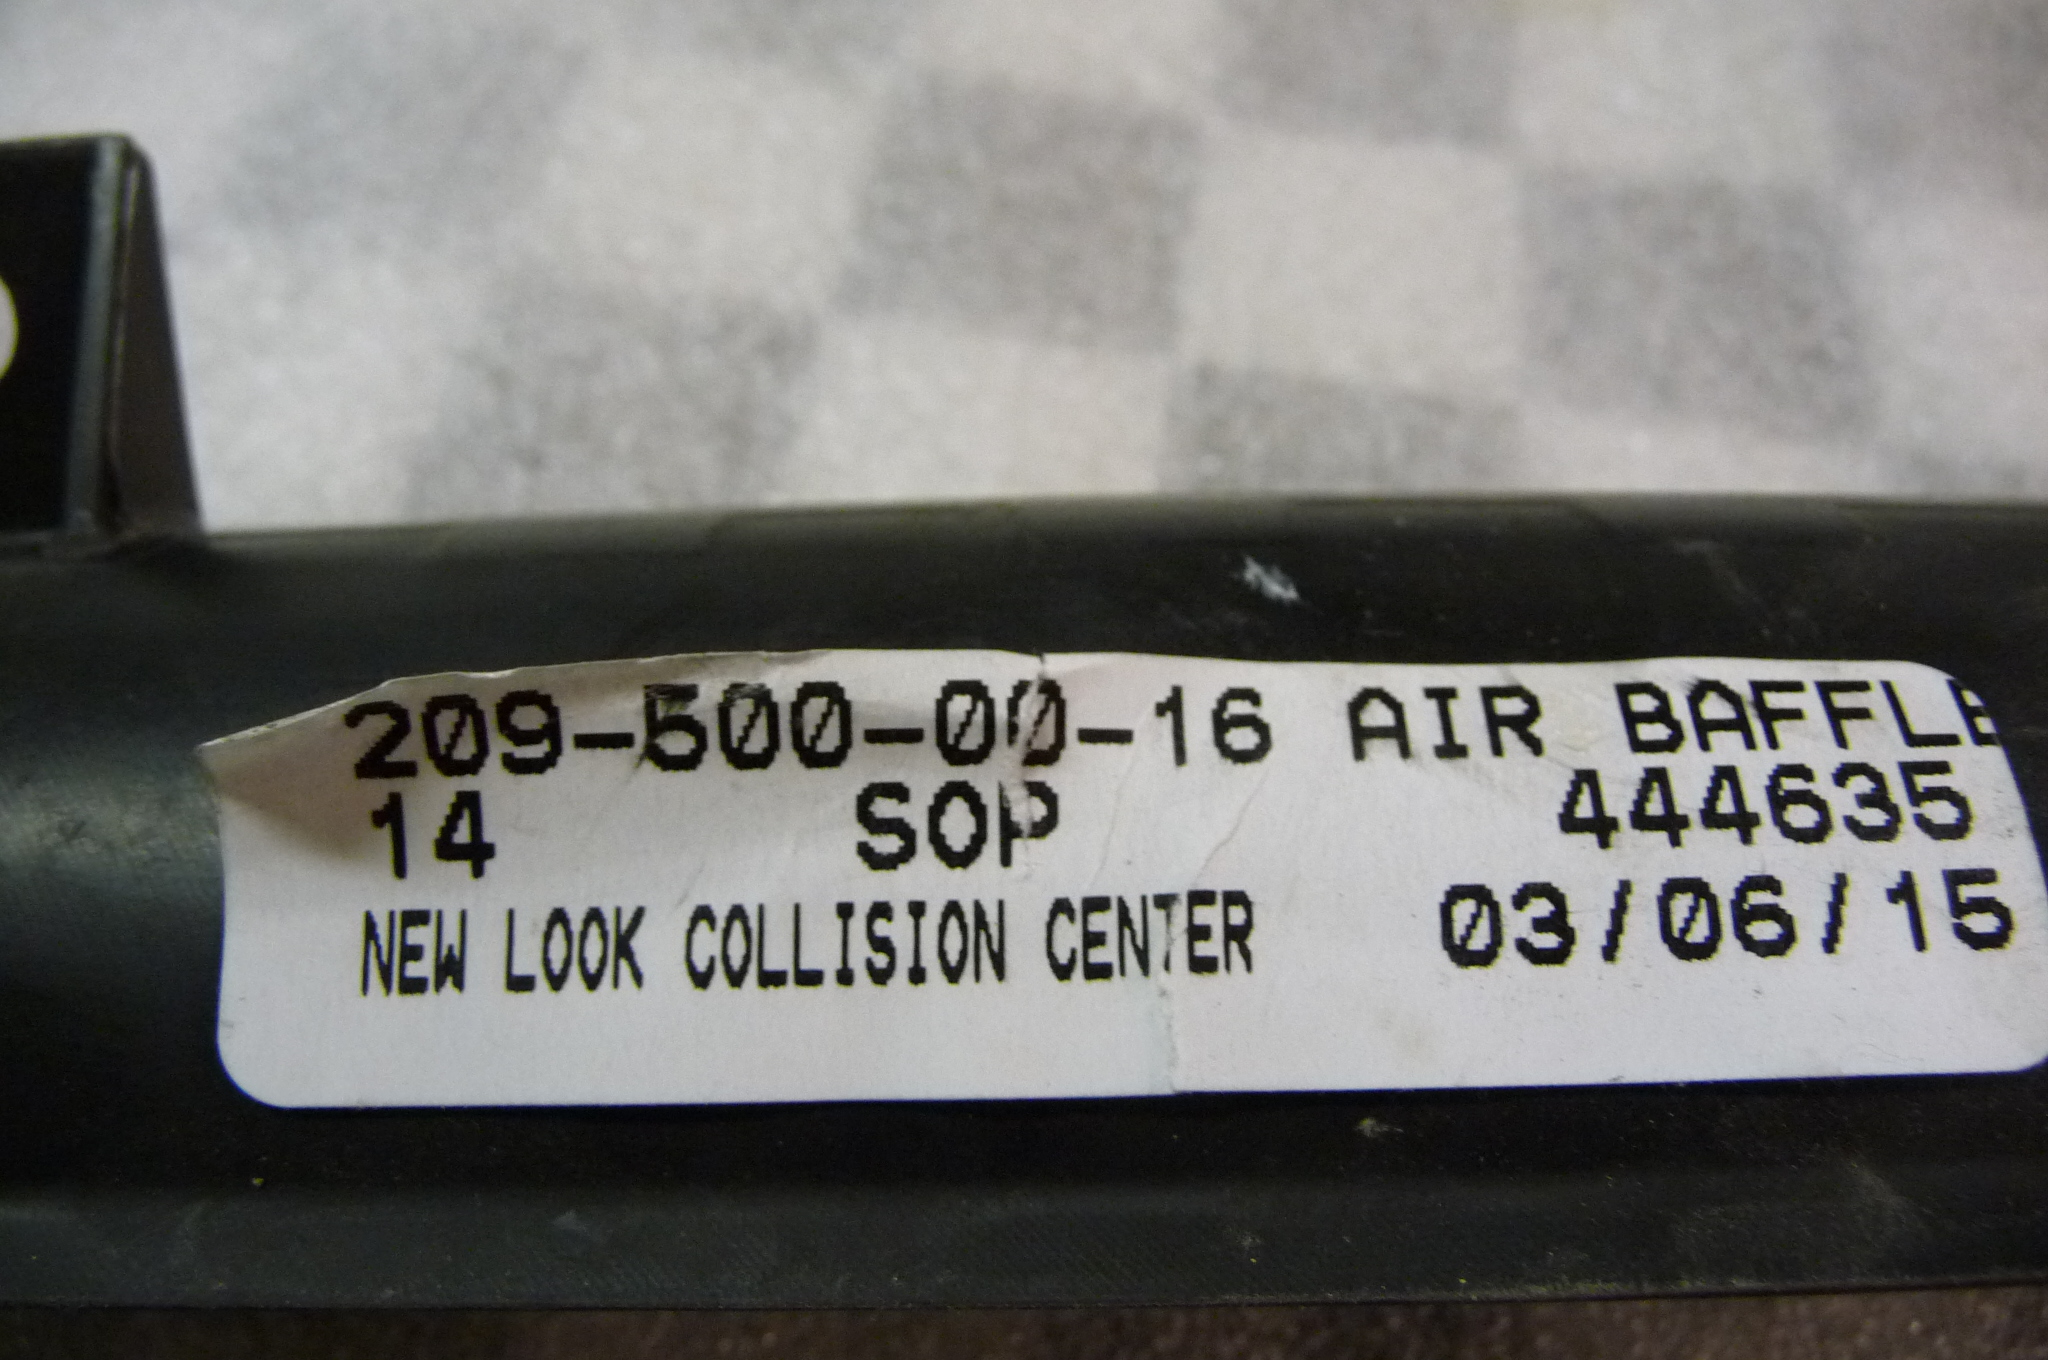 209-500-00-16 AIR BAFFLE
14 SOP 444635
NEW LOOK COLLISION CENTER 03/06/15